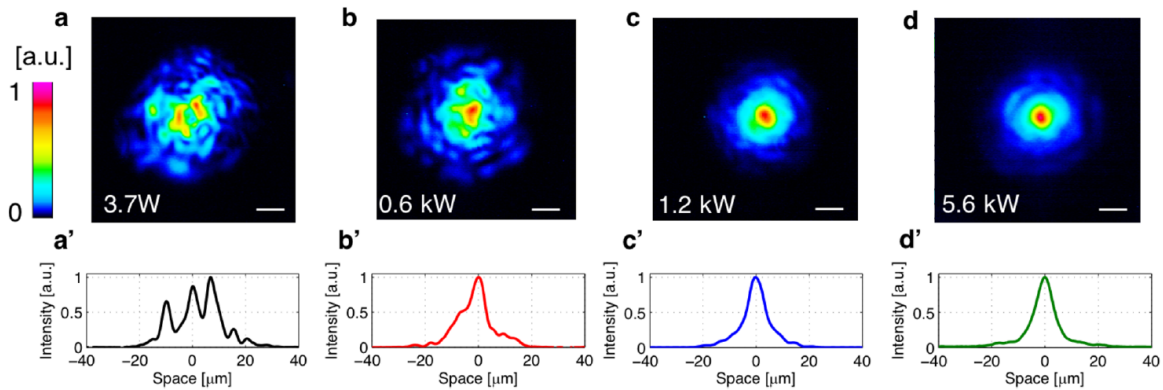 a
b
c
d
[a.u.]
1
0
3.7W
0.6 kW
1.2 kW
5.6 kW
a’
b’
c’
d’
Intensity [a.u.]
1
0.5
0
−40 −20 0 20 40
Space [µm]
Intensity [a.u.]
1
0.5
0
−40 −20 0 20 40
Space [µm]
Intensity [a.u.]
1
0.5
0
−40 −20 0 20 40
Space [µm]
Intensity [a.u.]
1
0.5
0
−40 −20 0 20 40
Space [µm]